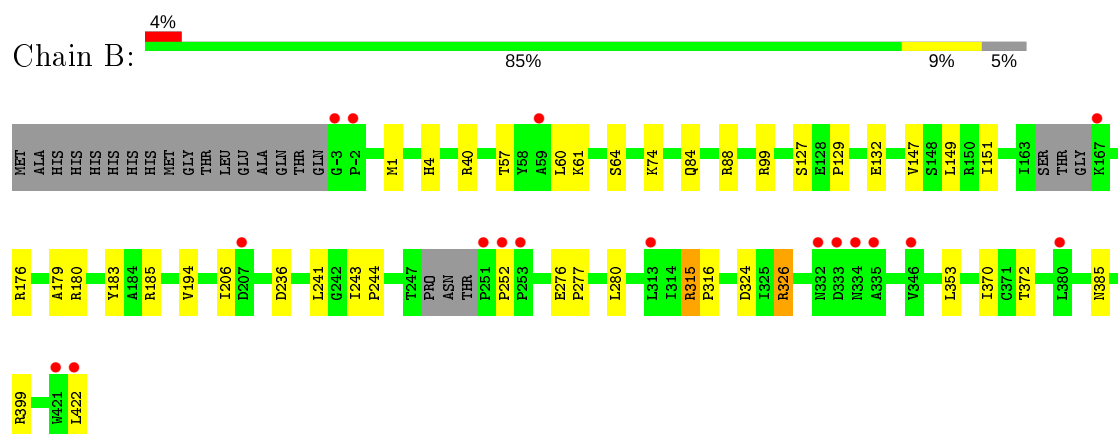 4%
Chain B:
85% 9% 5%
MET ALA HIS HIS HIS HIS HIS HIS MET GLY THR LEU GLU ALA GLN THR GLN G-3 P-2 M1 H4 R40 T57 Y58 A59 L60 K61 S64 K74 Q84 R88 R99 S127 E128 P129 E132 V147 S148 L149 R150 I151 I163 SER THR GLY K167
R176 A179 R180 Y183 A184 R185 V194 I206 D207 D236 L241 G242 I243 P244 T247 PRO ASN THR P251 P252 P253 E276 P277 L280 L313 I314 R315 P316 D324 I325 R326 N332 D333 N334 A335 V346 L353 I370 C371 T372 L380 N385
R399 W421 L422